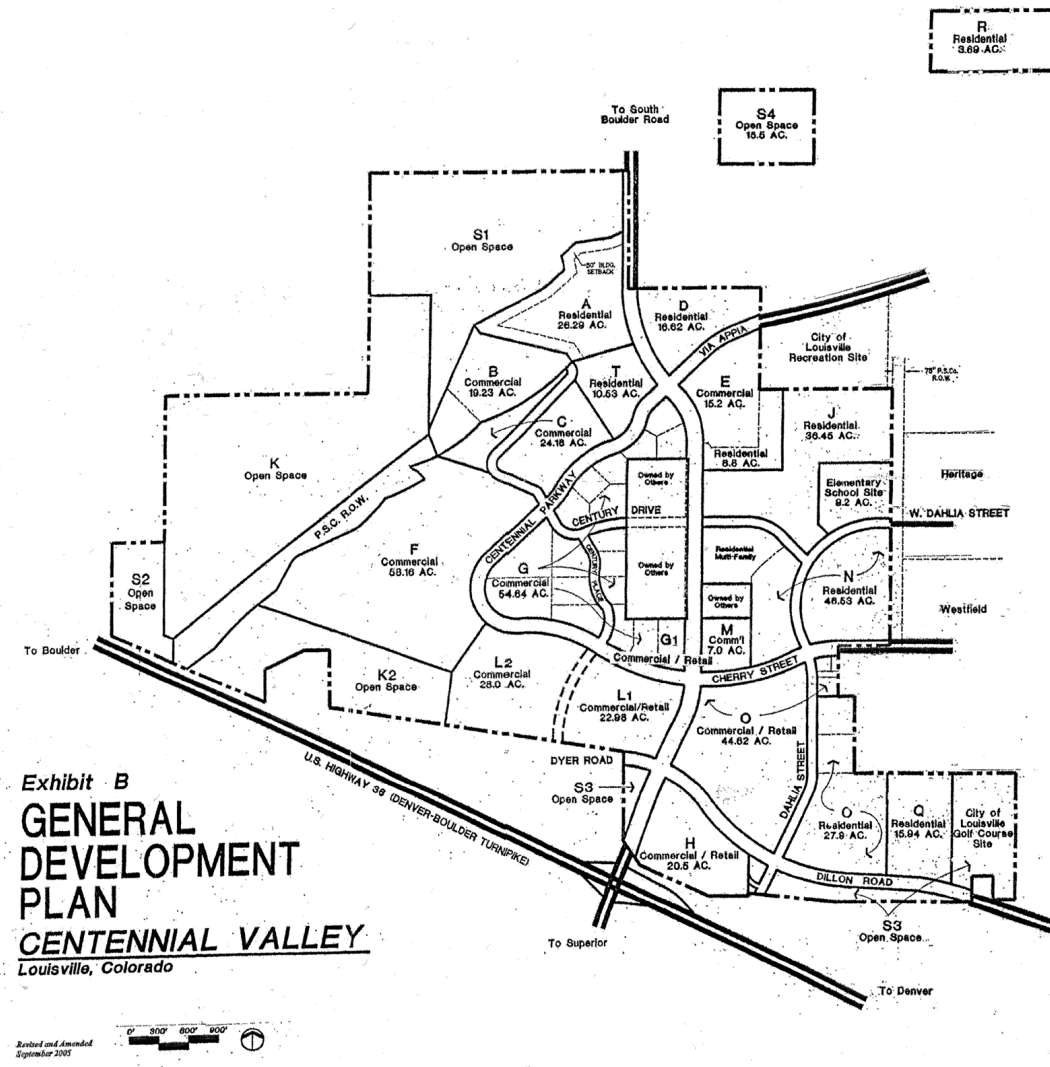 R
Residential
3.69 AC.
S4
Open Space
15.5 AC.
To South
Boulder Road
S1
Open Space
50' BLDG.
SETBACK
A
Residential
26.29 AC.
D
Residential
16.62 AC.
VIA APPIA
City of
Louisville
Recreation Site
75' P.S.Co.
R.O.W.
B
Commercial
19.23 AC.
T
Residential
10.53 AC.
E
Commercial
15.2 AC.
C
Commercial
24.18 AC.
J
Residential
36.45 AC.
Residential
8.8 AC.
K
Open Space
P.S.C. R.O.W.
Owned by
Others
Elementary
School Site
9.2 AC.
Heritage
W. DAHLIA STREET
CENTENNIAL PARKWAY
CENTURY DRIVE
F
Commercial
58.16 AC.
Residential
Multi-Family
S2
Open
Space
G
Commercial
54.64 AC.
CENTURY PLACE
Owned by
Others
N
Residential
46.53 AC.
Owned by
Others
Westfield
To Boulder
G1
Commercial / Retail
M
Comm'l
7.0 AC.
CHERRY STREET
K2
Open Space
L2
Commercial
28.0 AC.
L1
Commercial/Retail
22.98 AC.
O
Commercial / Retail
44.62 AC.
DYER ROAD
U.S. HIGHWAY 36 (DENVER-BOULDER TURNPIKE)
S3
Open Space
DAHLIA STREET
O
Residential
27.9 AC.
Q
Residential
15.94 AC.
City of
Louisville
Golf Course
Site
H
Commercial / Retail
20.5 AC.
DILLON ROAD
S3
Open Space
To Superior
To Denver
Exhibit B
GENERAL
DEVELOPMENT
PLAN
CENTENNIAL VALLEY
Louisville, Colorado
Revised and Amended
September 2005
0' 300' 600' 900'